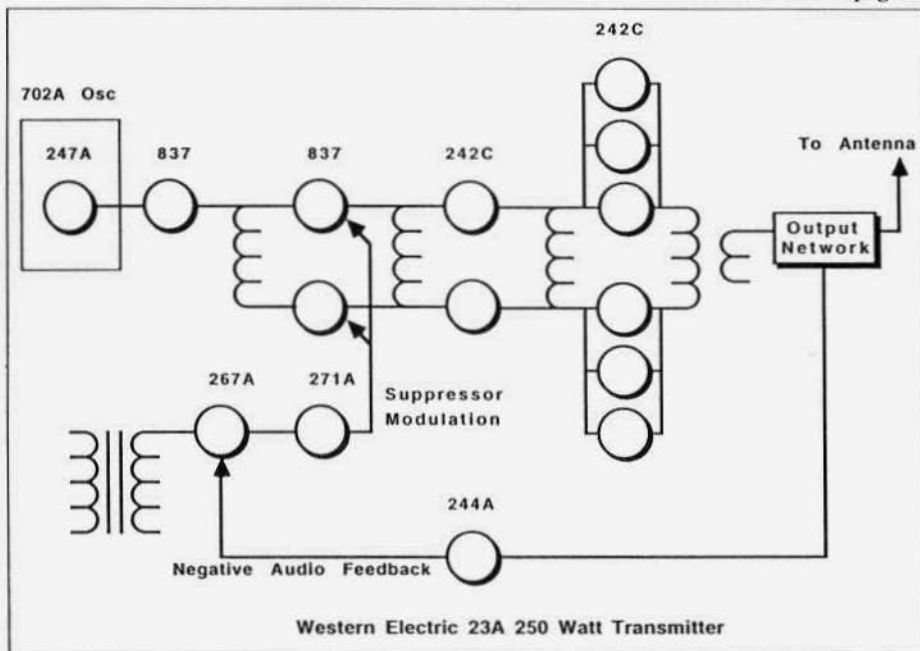 242C
702A Osc
247A
837
837
242C
To Antenna
Output
Network
267A
271A
Suppressor
Modulation
244A
Negative Audio Feedback
Western Electric 23A 250 Watt Transmitter